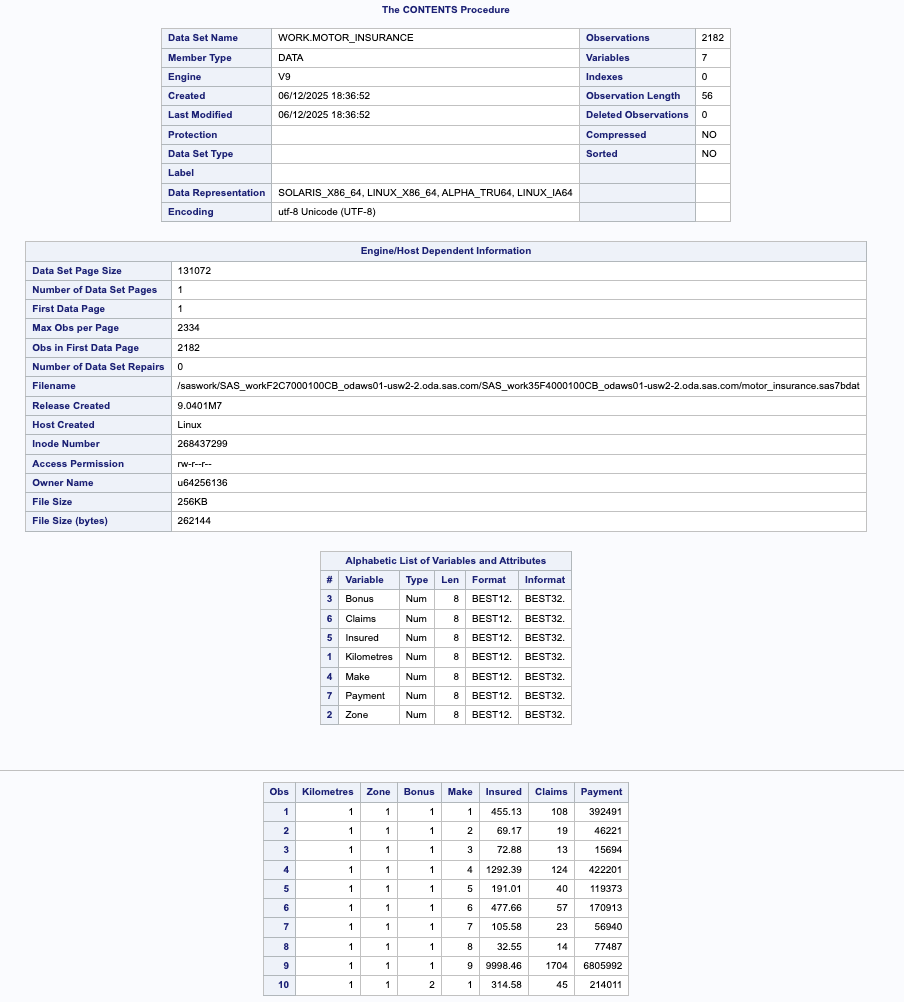 The CONTENTS Procedure
Data Set Name WORK.MOTOR_INSURANCE Observations 2182
Member Type DATA Variables 7
Engine V9 Indexes 0
Created 06/12/2025 18:36:52 Observation Length 56
Last Modified 06/12/2025 18:36:52 Deleted Observations 0
Protection Compressed NO
Data Set Type Sorted NO
Label
Data Representation SOLARIS_X86_64, LINUX_X86_64, ALPHA_TRU64, LINUX_IA64
Encoding utf-8 Unicode (UTF-8)
Engine/Host Dependent Information
Data Set Page Size 131072
Number of Data Set Pages 1
First Data Page 1
Max Obs per Page 2334
Obs in First Data Page 2182
Number of Data Set Repairs 0
Filename /saswork/SAS_workF2C7000100CB_odaws01-usw2-2.oda.sas.com/SAS_work35F4000100CB_odaws01-usw2-2.oda.sas.com/motor_insurance.sas7bdat
Release Created 9.0401M7
Host Created Linux
Inode Number 268437299
Access Permission rw-r--r--
Owner Name u64256136
File Size 256KB
File Size (bytes) 262144
Alphabetic List of Variables and Attributes
# Variable Type Len Format Informat
3 Bonus Num 8 BEST12. BEST32.
6 Claims Num 8 BEST12. BEST32.
5 Insured Num 8 BEST12. BEST32.
1 Kilometres Num 8 BEST12. BEST32.
4 Make Num 8 BEST12. BEST32.
7 Payment Num 8 BEST12. BEST32.
2 Zone Num 8 BEST12. BEST32.
Obs Kilometres Zone Bonus Make Insured Claims Payment
1 1 1 1 1 455.13 108 392491
2 1 1 1 2 69.17 19 46221
3 1 1 1 3 72.88 13 15694
4 1 1 1 4 1292.39 124 422201
5 1 1 1 5 191.01 40 119373
6 1 1 1 6 477.66 57 170913
7 1 1 1 7 105.58 23 56940
8 1 1 1 8 32.55 14 77487
9 1 1 1 9 9998.46 1704 6805992
10 1 1 2 1 314.58 45 214011